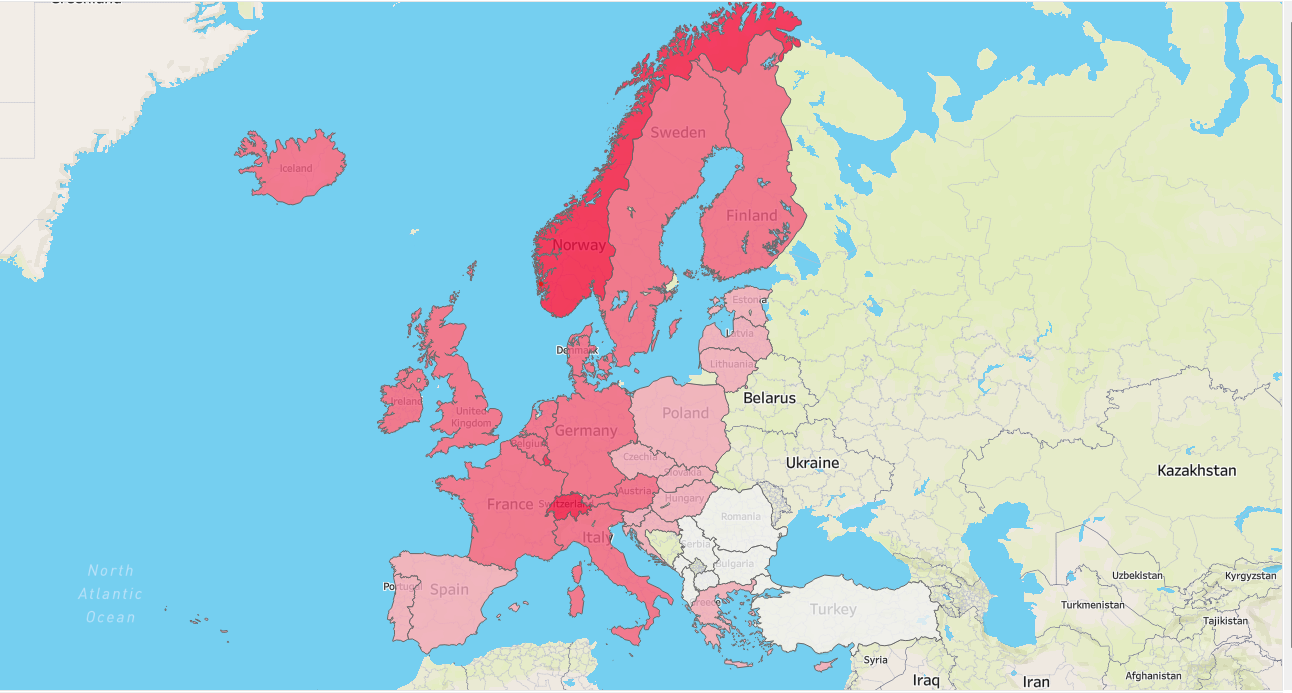 Iceland
Sweden
Finland
Norway
Estonia
Latvia
Denmark
Lithuania
Belarus
Ireland
United
Kingdom
Poland
Germany
Belgium
Czechia
Ukraine
Slovakia
Kazakhstan
Austria
Hungary
France
Switzerland
Romania
Italy
Serbia
Bulgaria
North
Atlantic
Ocean
Portugal
Spain
Uzbekistan
Kyrgyzstan
Greece
Turkey
Turkmenistan
Tajikistan
Syria
Iraq
Iran
Afghanistan